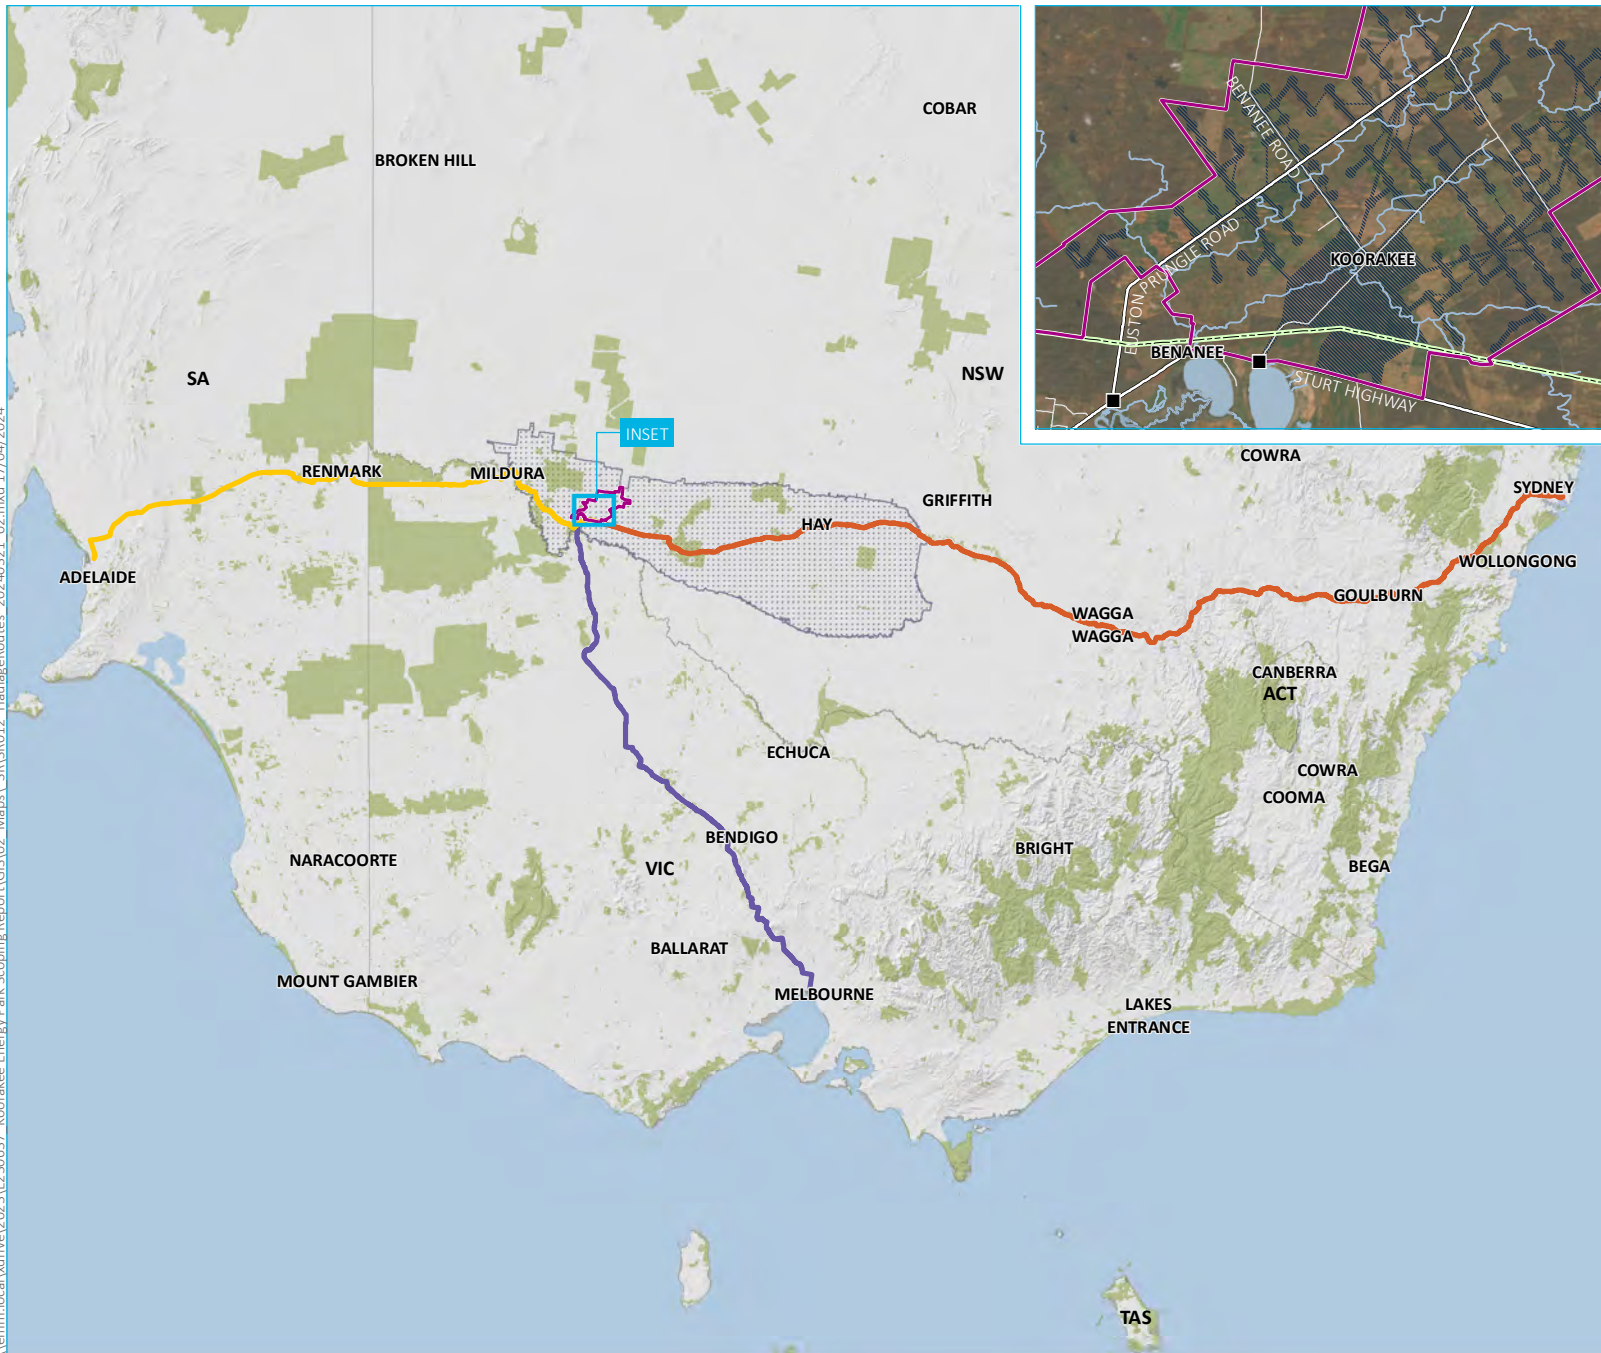 COBAR
BROKEN HILL
SA
NSW
INSET
RENMARK
MILDURA
GRIFFITH
HAY
ADELAIDE
COWRA
SYDNEY
WOLLONGONG
GOULBURN
WAGGA
WAGGA
CANBERRA
ACT
ECHUCA
COWRA
COOMA
BENDIGO
NARACOORTE
VIC
BRIGHT
BEGA
BALLARAT
MOUNT GAMBIER
MELBOURNE
LAKES
ENTRANCE
TAS
BENANEE ROAD
EUSTON PRUNGLE ROAD
KOORAKEE
BENANEE
STURT HIGHWAY